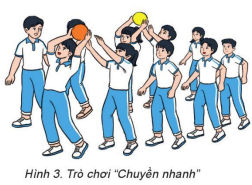 Hình 3. Trò chơi “Chuyền nhanh”